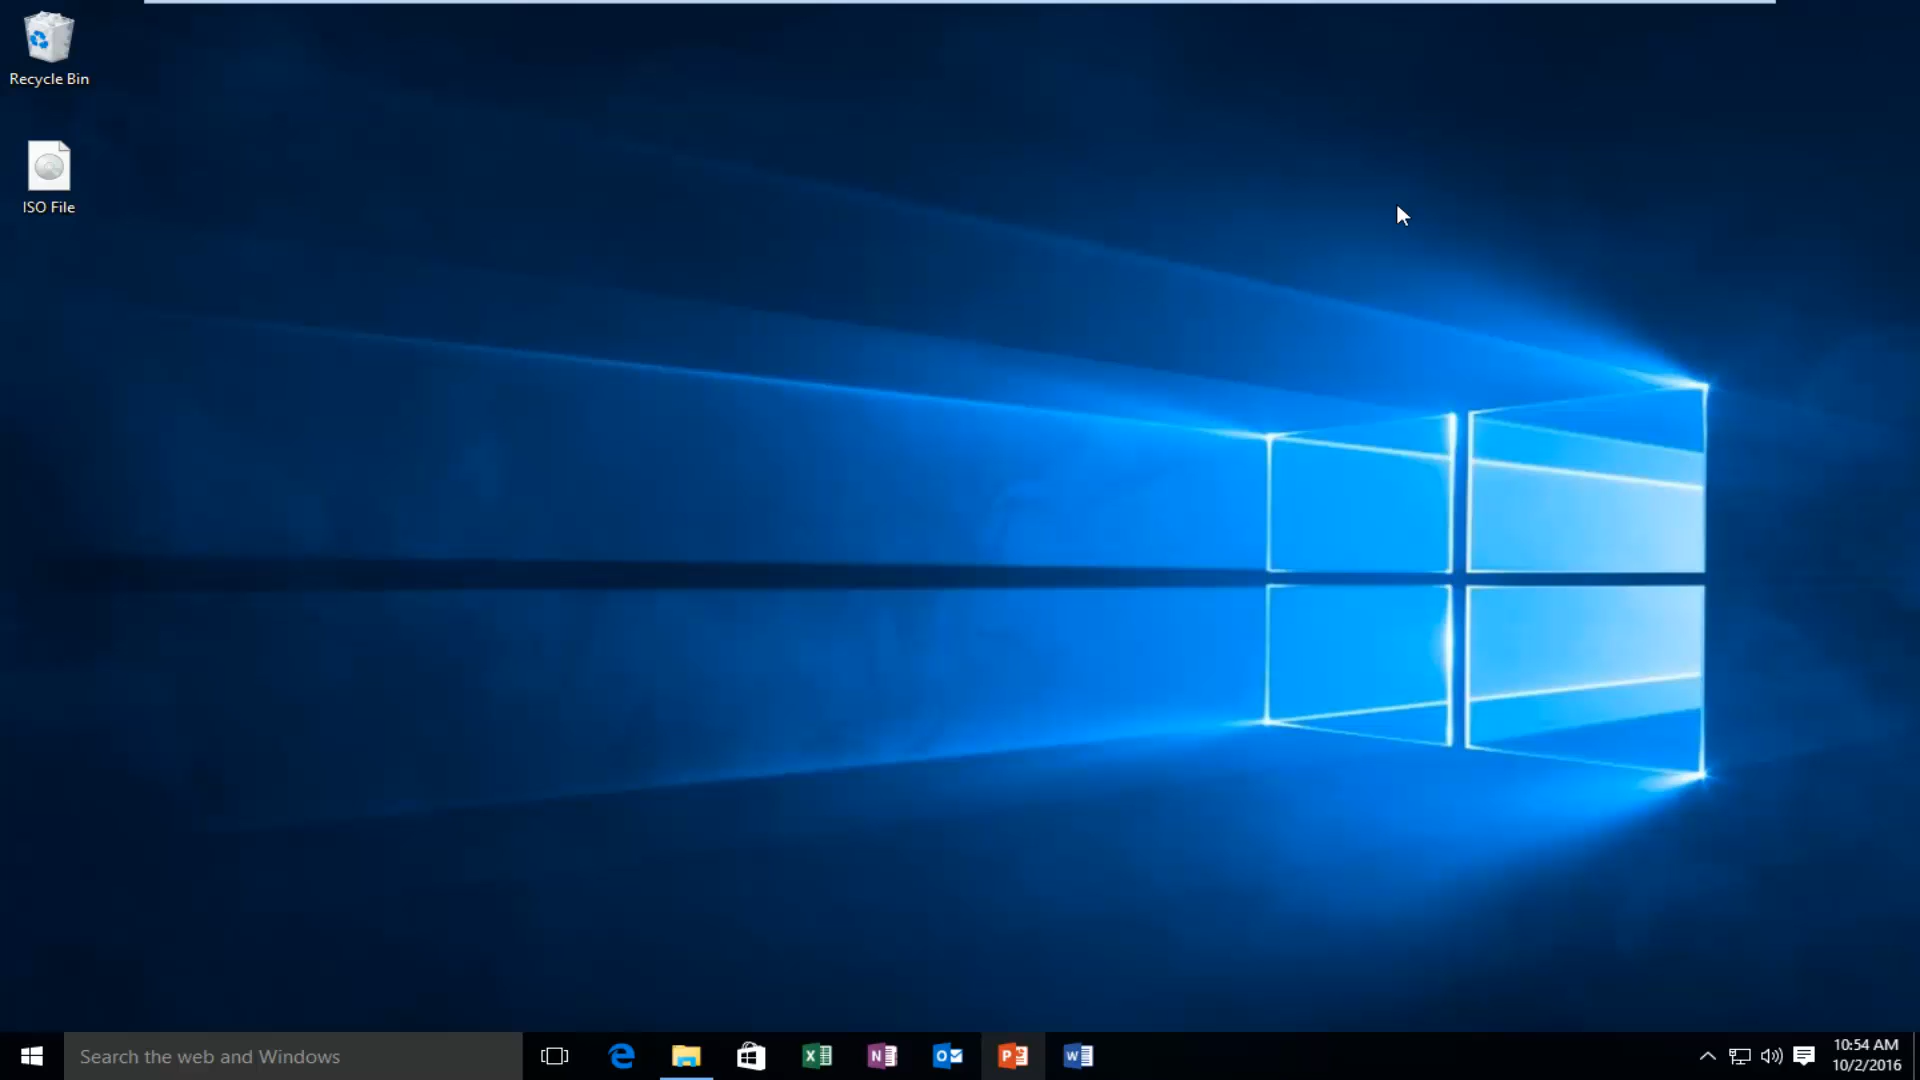 Recycle Bin
ISO File
Search the web and Windows
10:54 AM
10/2/2016